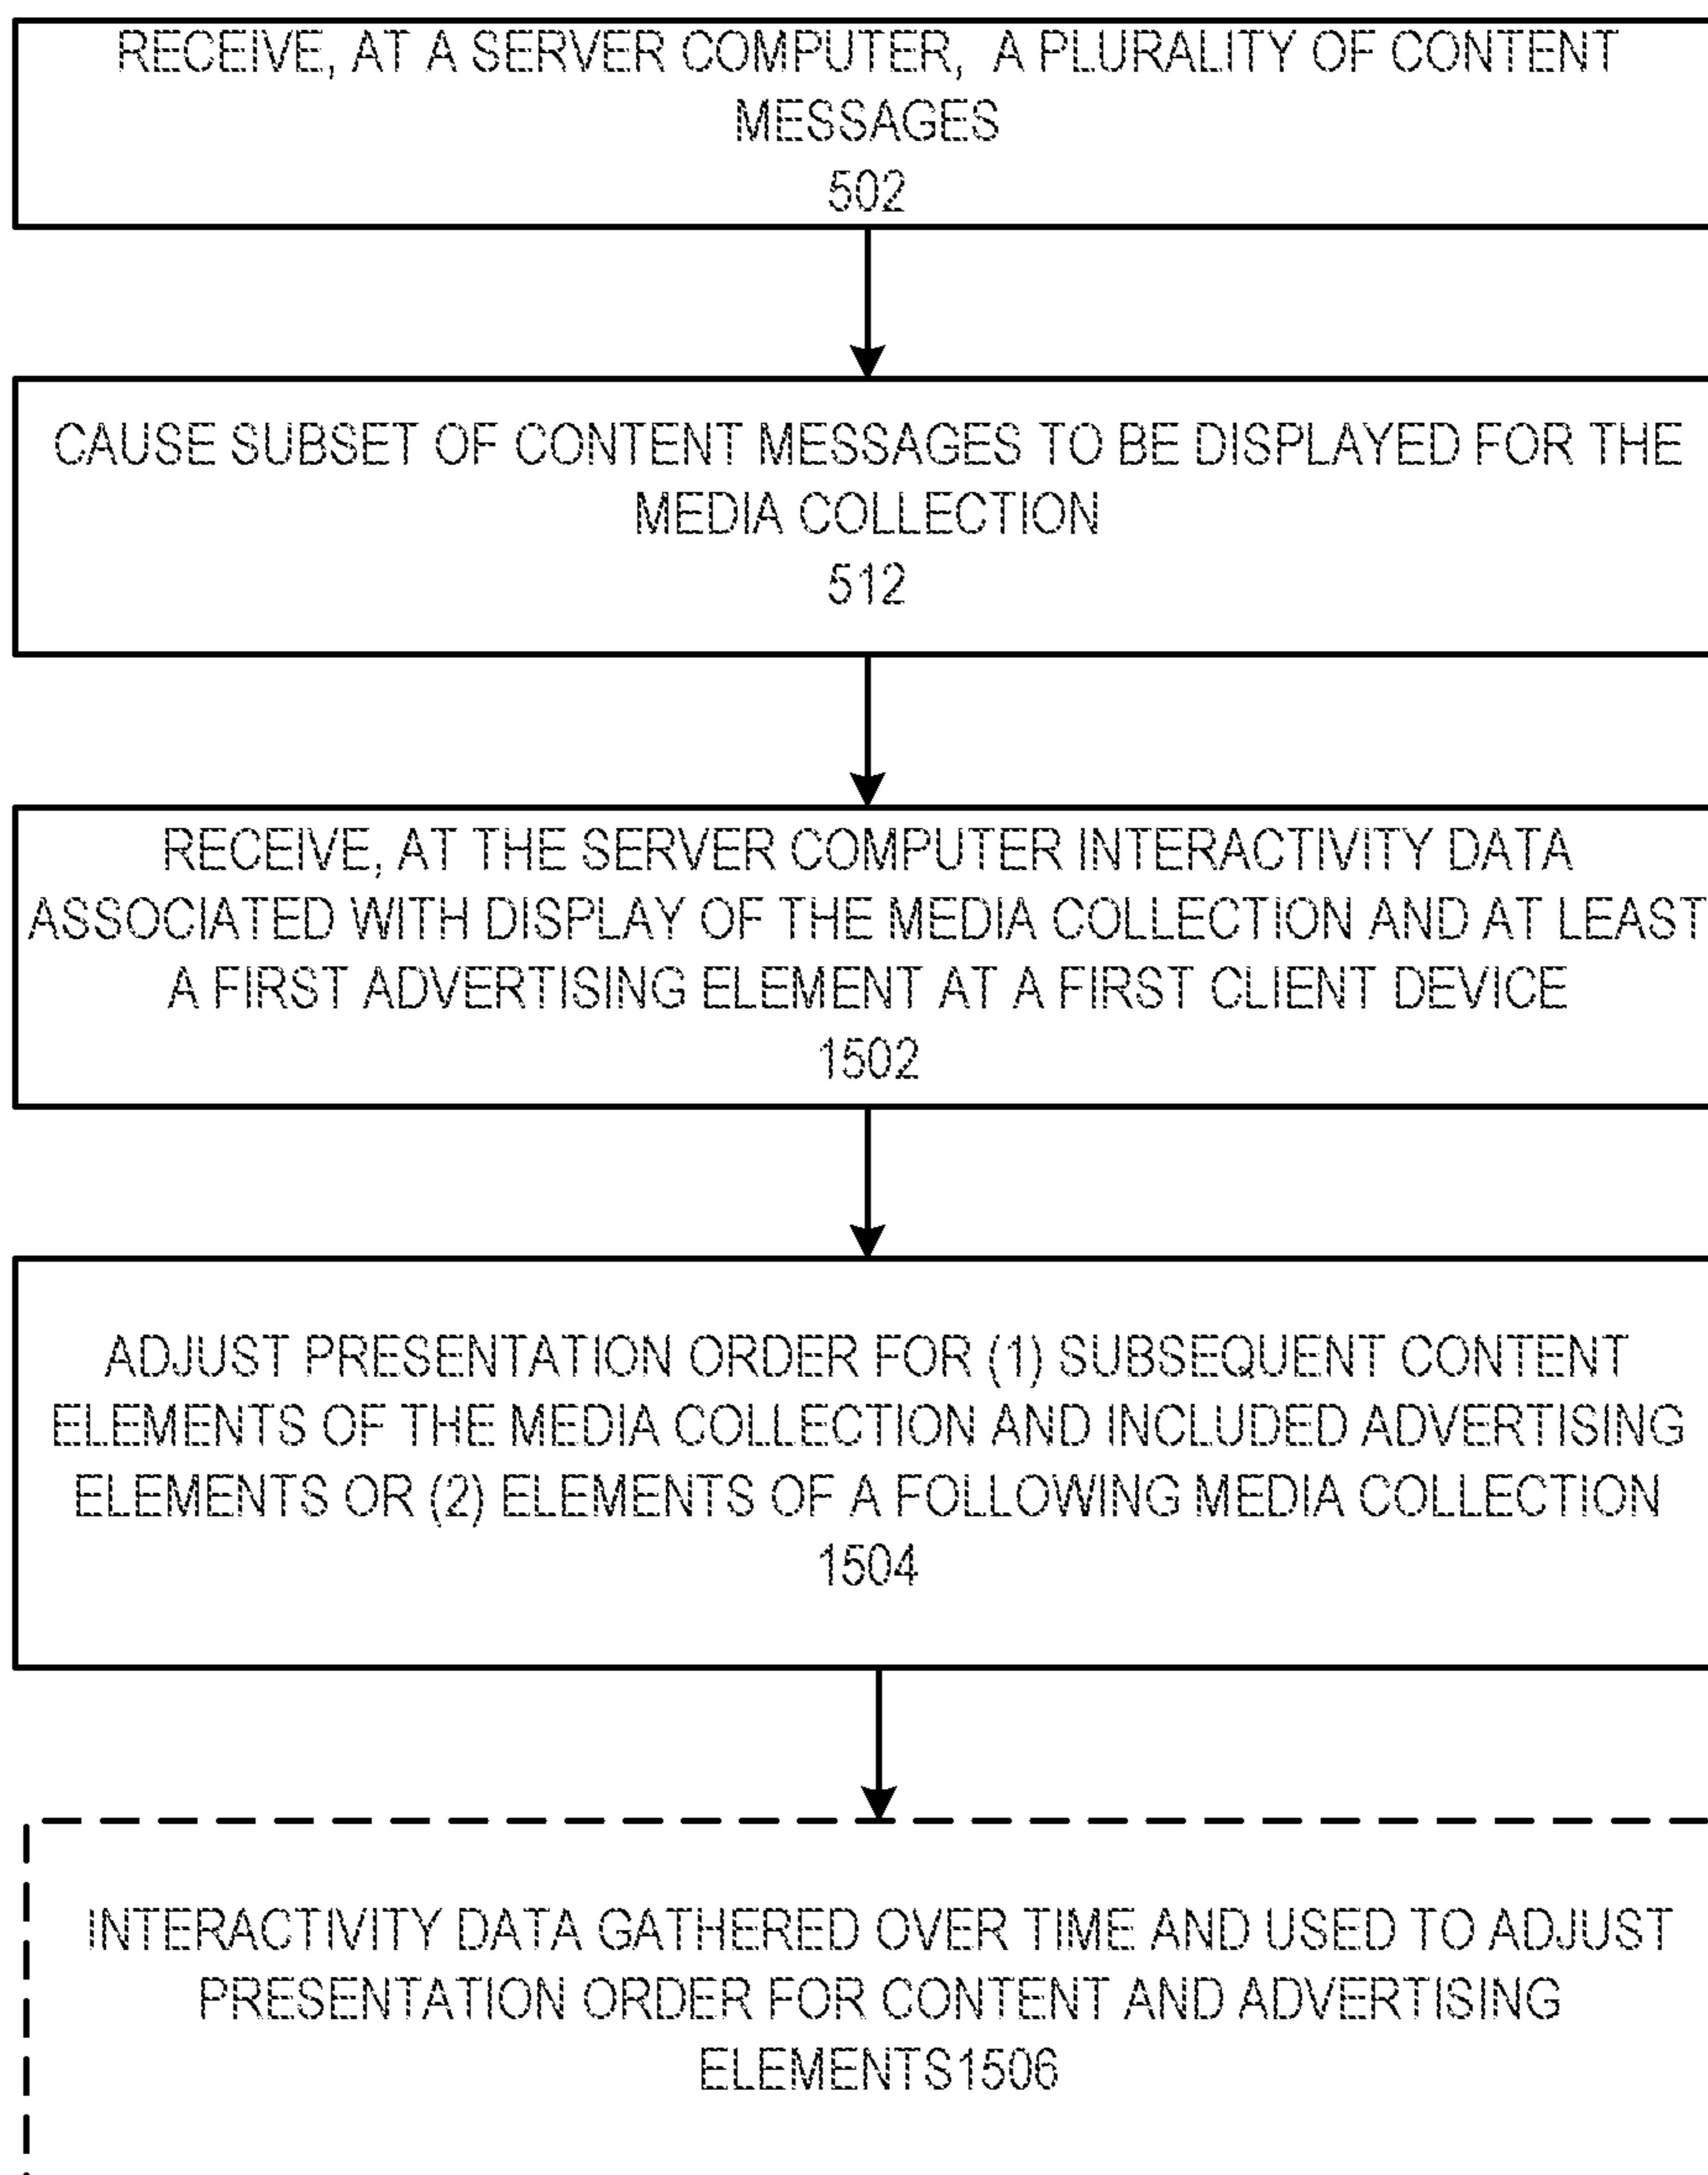 RECEIVE, AT A SERVER COMPUTER, A PLURALITY OF CONTENT
MESSAGES
502
CAUSE SUBSET OF CONTENT MESSAGES TO BE DISPLAYED FOR THE
MEDIA COLLECTION
512
RECEIVE, AT THE SERVER COMPUTER INTERACTIVITY DATA
ASSOCIATED WITH DISPLAY OF THE MEDIA COLLECTION AND AT LEAST
A FIRST ADVERTISING ELEMENT AT A FIRST CLIENT DEVICE
1502
ADJUST PRESENTATION ORDER FOR (1) SUBSEQUENT CONTENT
ELEMENTS OF THE MEDIA COLLECTION AND INCLUDED ADVERTISING
ELEMENTS OR (2) ELEMENTS OF A FOLLOWING MEDIA COLLECTION
1504
INTERACTIVITY DATA GATHERED OVER TIME AND USED TO ADJUST
PRESENTATION ORDER FOR CONTENT AND ADVERTISING
ELEMENTS1506